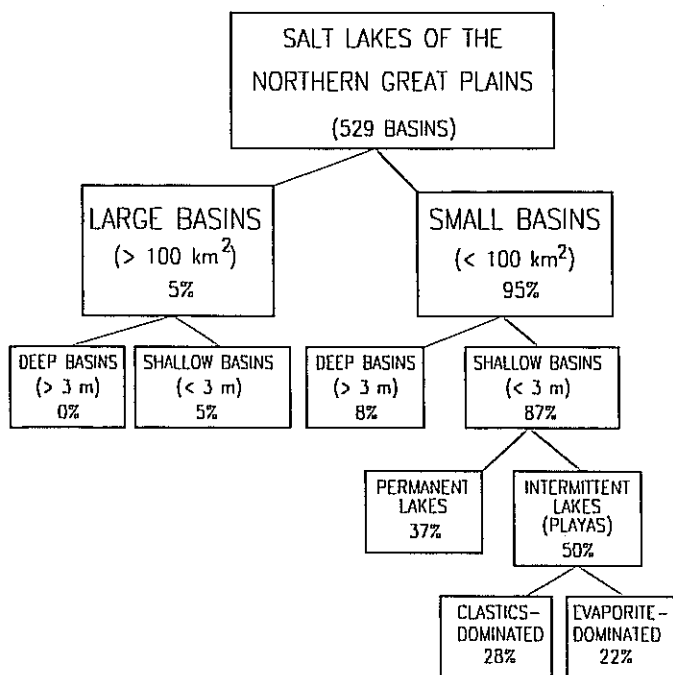 SALT LAKES OF THE
NORTHERN GREAT PLAINS
(529 BASINS)
LARGE BASINS
(> 100 km²)
5%
SMALL BASINS
(< 100 km²)
95%
DEEP BASINS
(> 3 m)
0%
SHALLOW BASINS
(< 3 m)
5%
DEEP BASINS
(> 3 m)
8%
SHALLOW BASINS
(< 3 m)
87%
PERMANENT
LAKES
37%
INTERMITTENT
LAKES
(PLAYAS)
50%
CLASTICS-
DOMINATED
28%
EVAPORITE-
DOMINATED
22%